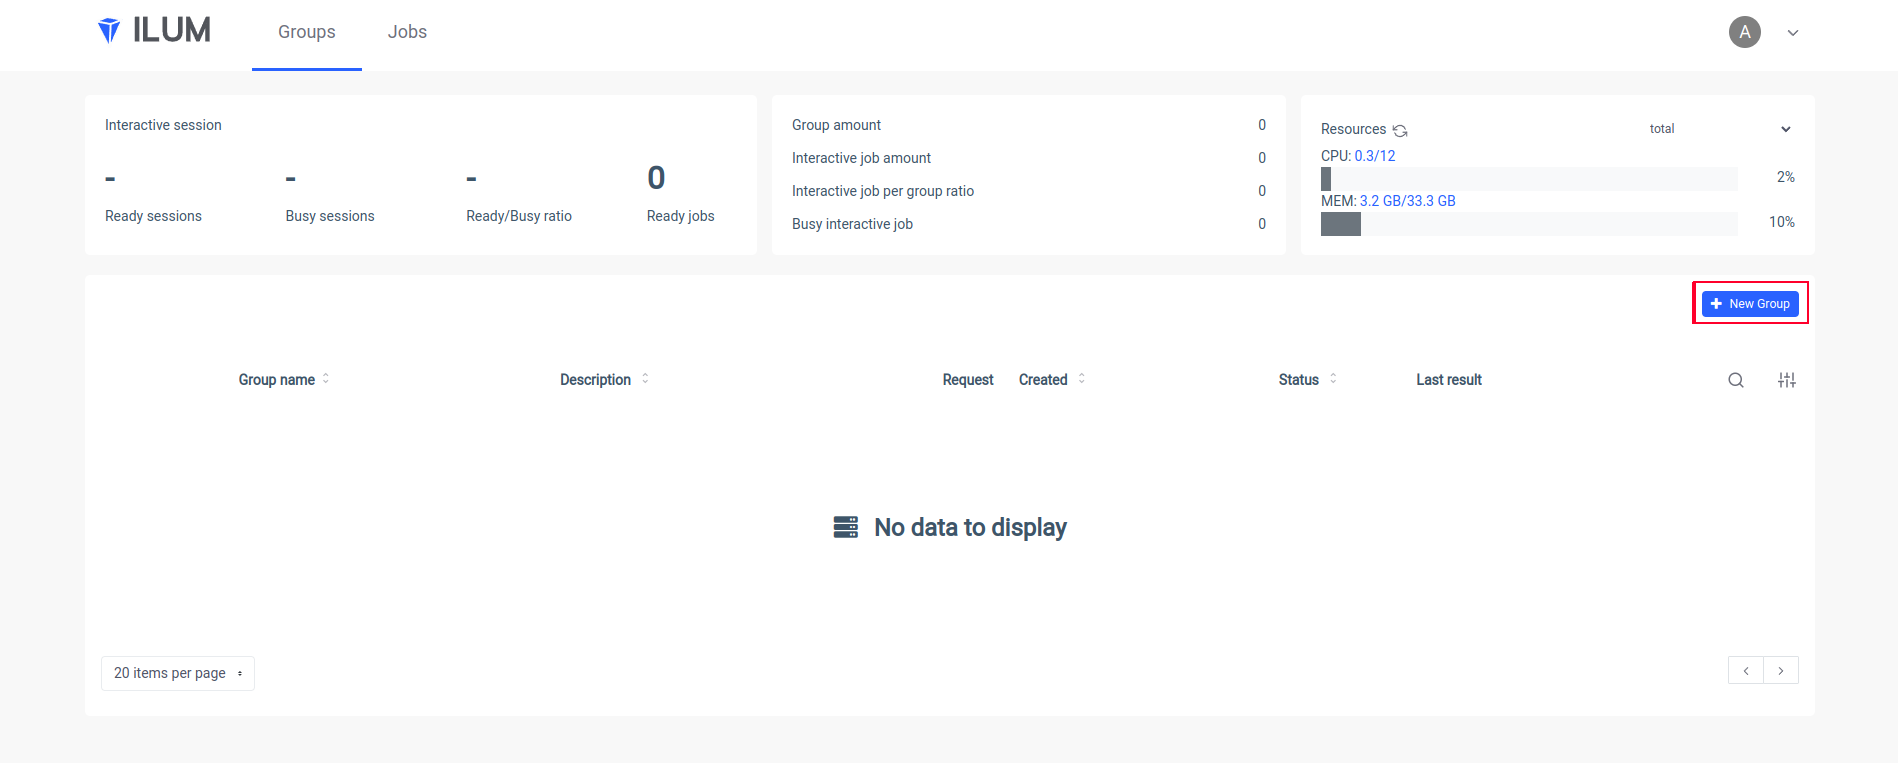 ILUM Groups Jobs A
Interactive session
- - - 0
Ready sessions Busy sessions Ready/Busy ratio Ready jobs
Group amount 0
Interactive job amount 0
Interactive job per group ratio 0
Busy interactive job 0
Resources total
CPU: 0.3/12
2%
MEM: 3.2 GB/33.3 GB
10%
New Group
Group name Description Request Created Status Last result
No data to display
20 items per page